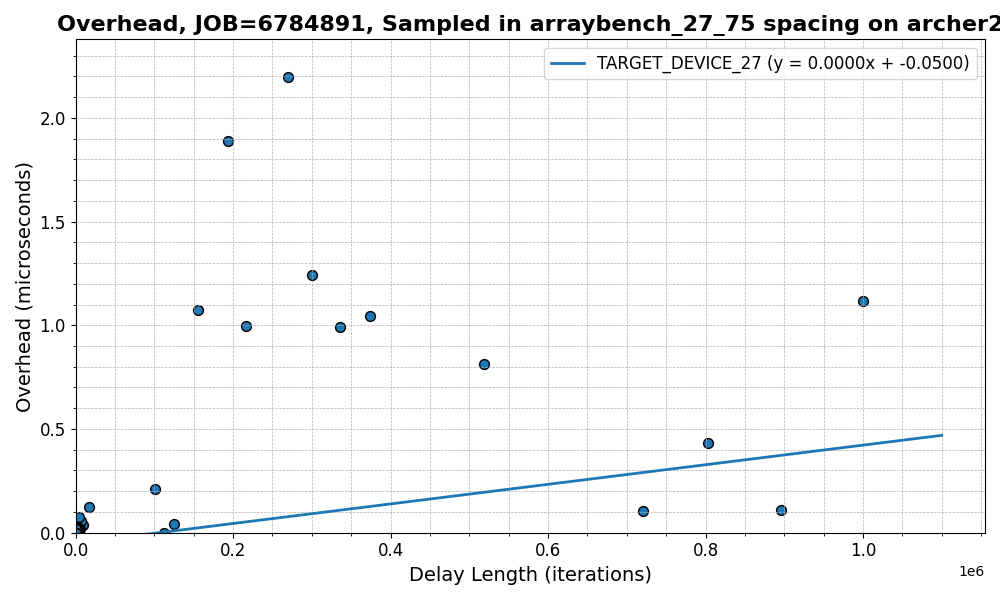 Overhead, JOB=6784891, Sampled in arraybench_27_75 spacing on archer2
TARGET_DEVICE_27 (y = 0.0000x + -0.0500)
Overhead (microseconds)
2.0
1.5
1.0
0.5
0.0
0.0 0.2 0.4 0.6 0.8 1.0
1e6
Delay Length (iterations)